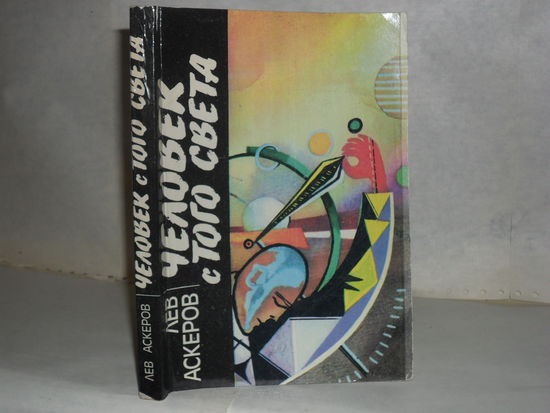 ЛЕВ АСКЕРОВ ЧЕЛОВЕК с ТОГО СВЕТА
ЛЕВ
АСКЕРОВ
ЧЕЛОВЕК
с ТОГО СВЕТА